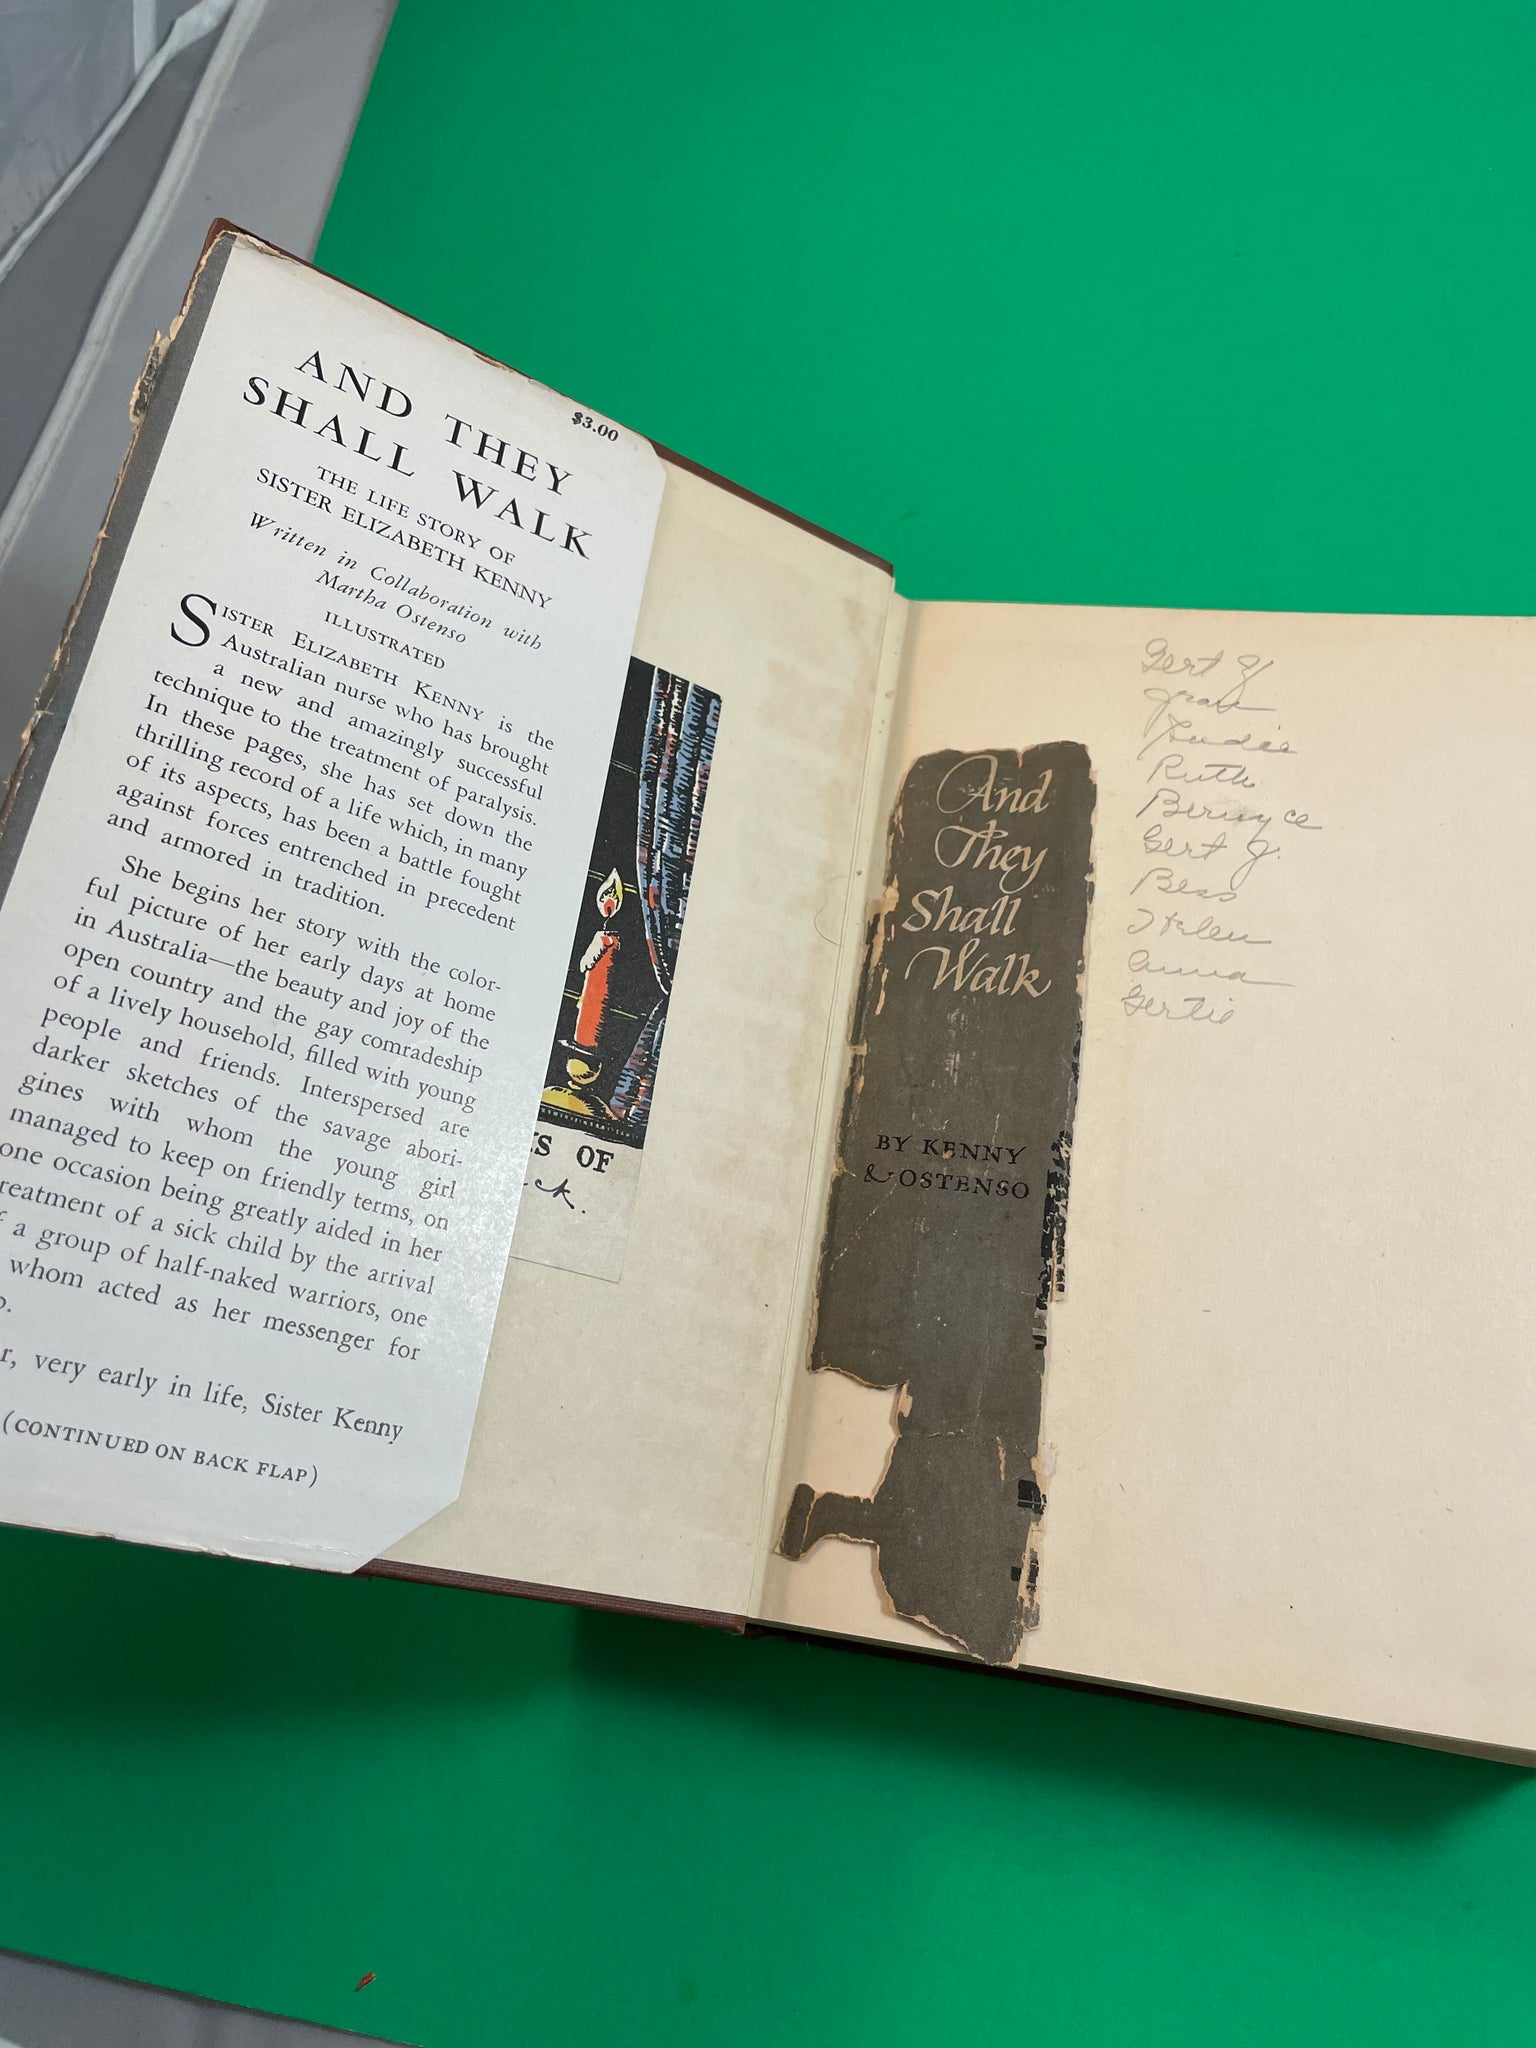 $3.00
AND THEY
SHALL WALK
THE LIFE STORY OF
SISTER ELIZABETH KENNY
Written in Collaboration with
Martha Ostenso
ILLUSTRATED
SISTER ELIZABETH KENNY is the
Australian nurse who has brought
a new and amazingly successful
technique to the treatment of paralysis.
In these pages, she has set down the
thrilling record of a life which, in many
of its aspects, has been a battle fought
against forces entrenched in precedent
and armored in tradition.
She begins her story with the color-
ful picture of her early days at home
in Australia—the beauty and joy of the
open country and the gay comradeship
of a lively household, filled with young
people and friends. Interspersed are
darker sketches of the savage abori-
gines with whom the young girl
managed to keep on friendly terms, on
one occasion being greatly aided in her
reatment of a sick child by the arrival
f a group of half-naked warriors, one
whom acted as her messenger for
p.
r, very early in life, Sister Kenny
(CONTINUED ON BACK FLAP)
KS OF
ck.
And
They
Shall
Walk
BY KENNY
& OSTENSO
Gert Y
Jean
Ruth
Bernyce
Gert J.
Bess
Helen
Anna
Gertie